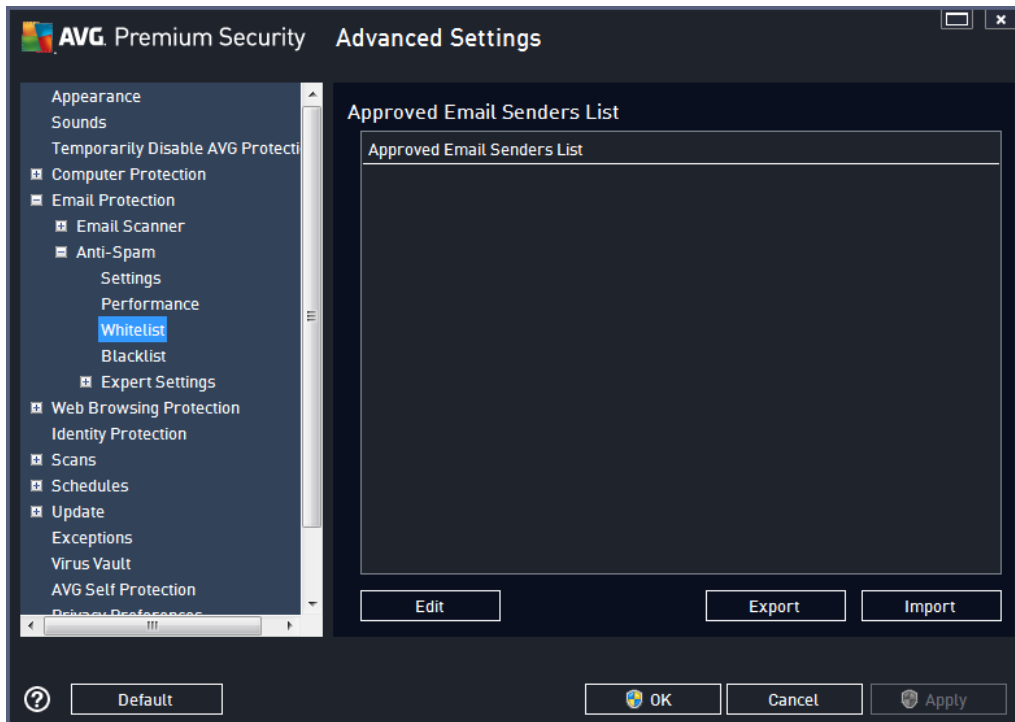 AVG. Premium Security Advanced Settings
Appearance
Sounds
Temporarily Disable AVG Protecti
Computer Protection
Email Protection
Email Scanner
Anti-Spam
Settings
Performance
Whitelist
Blacklist
Expert Settings
Web Browsing Protection
Identity Protection
Scans
Schedules
Update
Exceptions
Virus Vault
AVG Self Protection
Privacy Preferences
Approved Email Senders List
Approved Email Senders List
Edit
Export
Import
Default
OK
Cancel
Apply